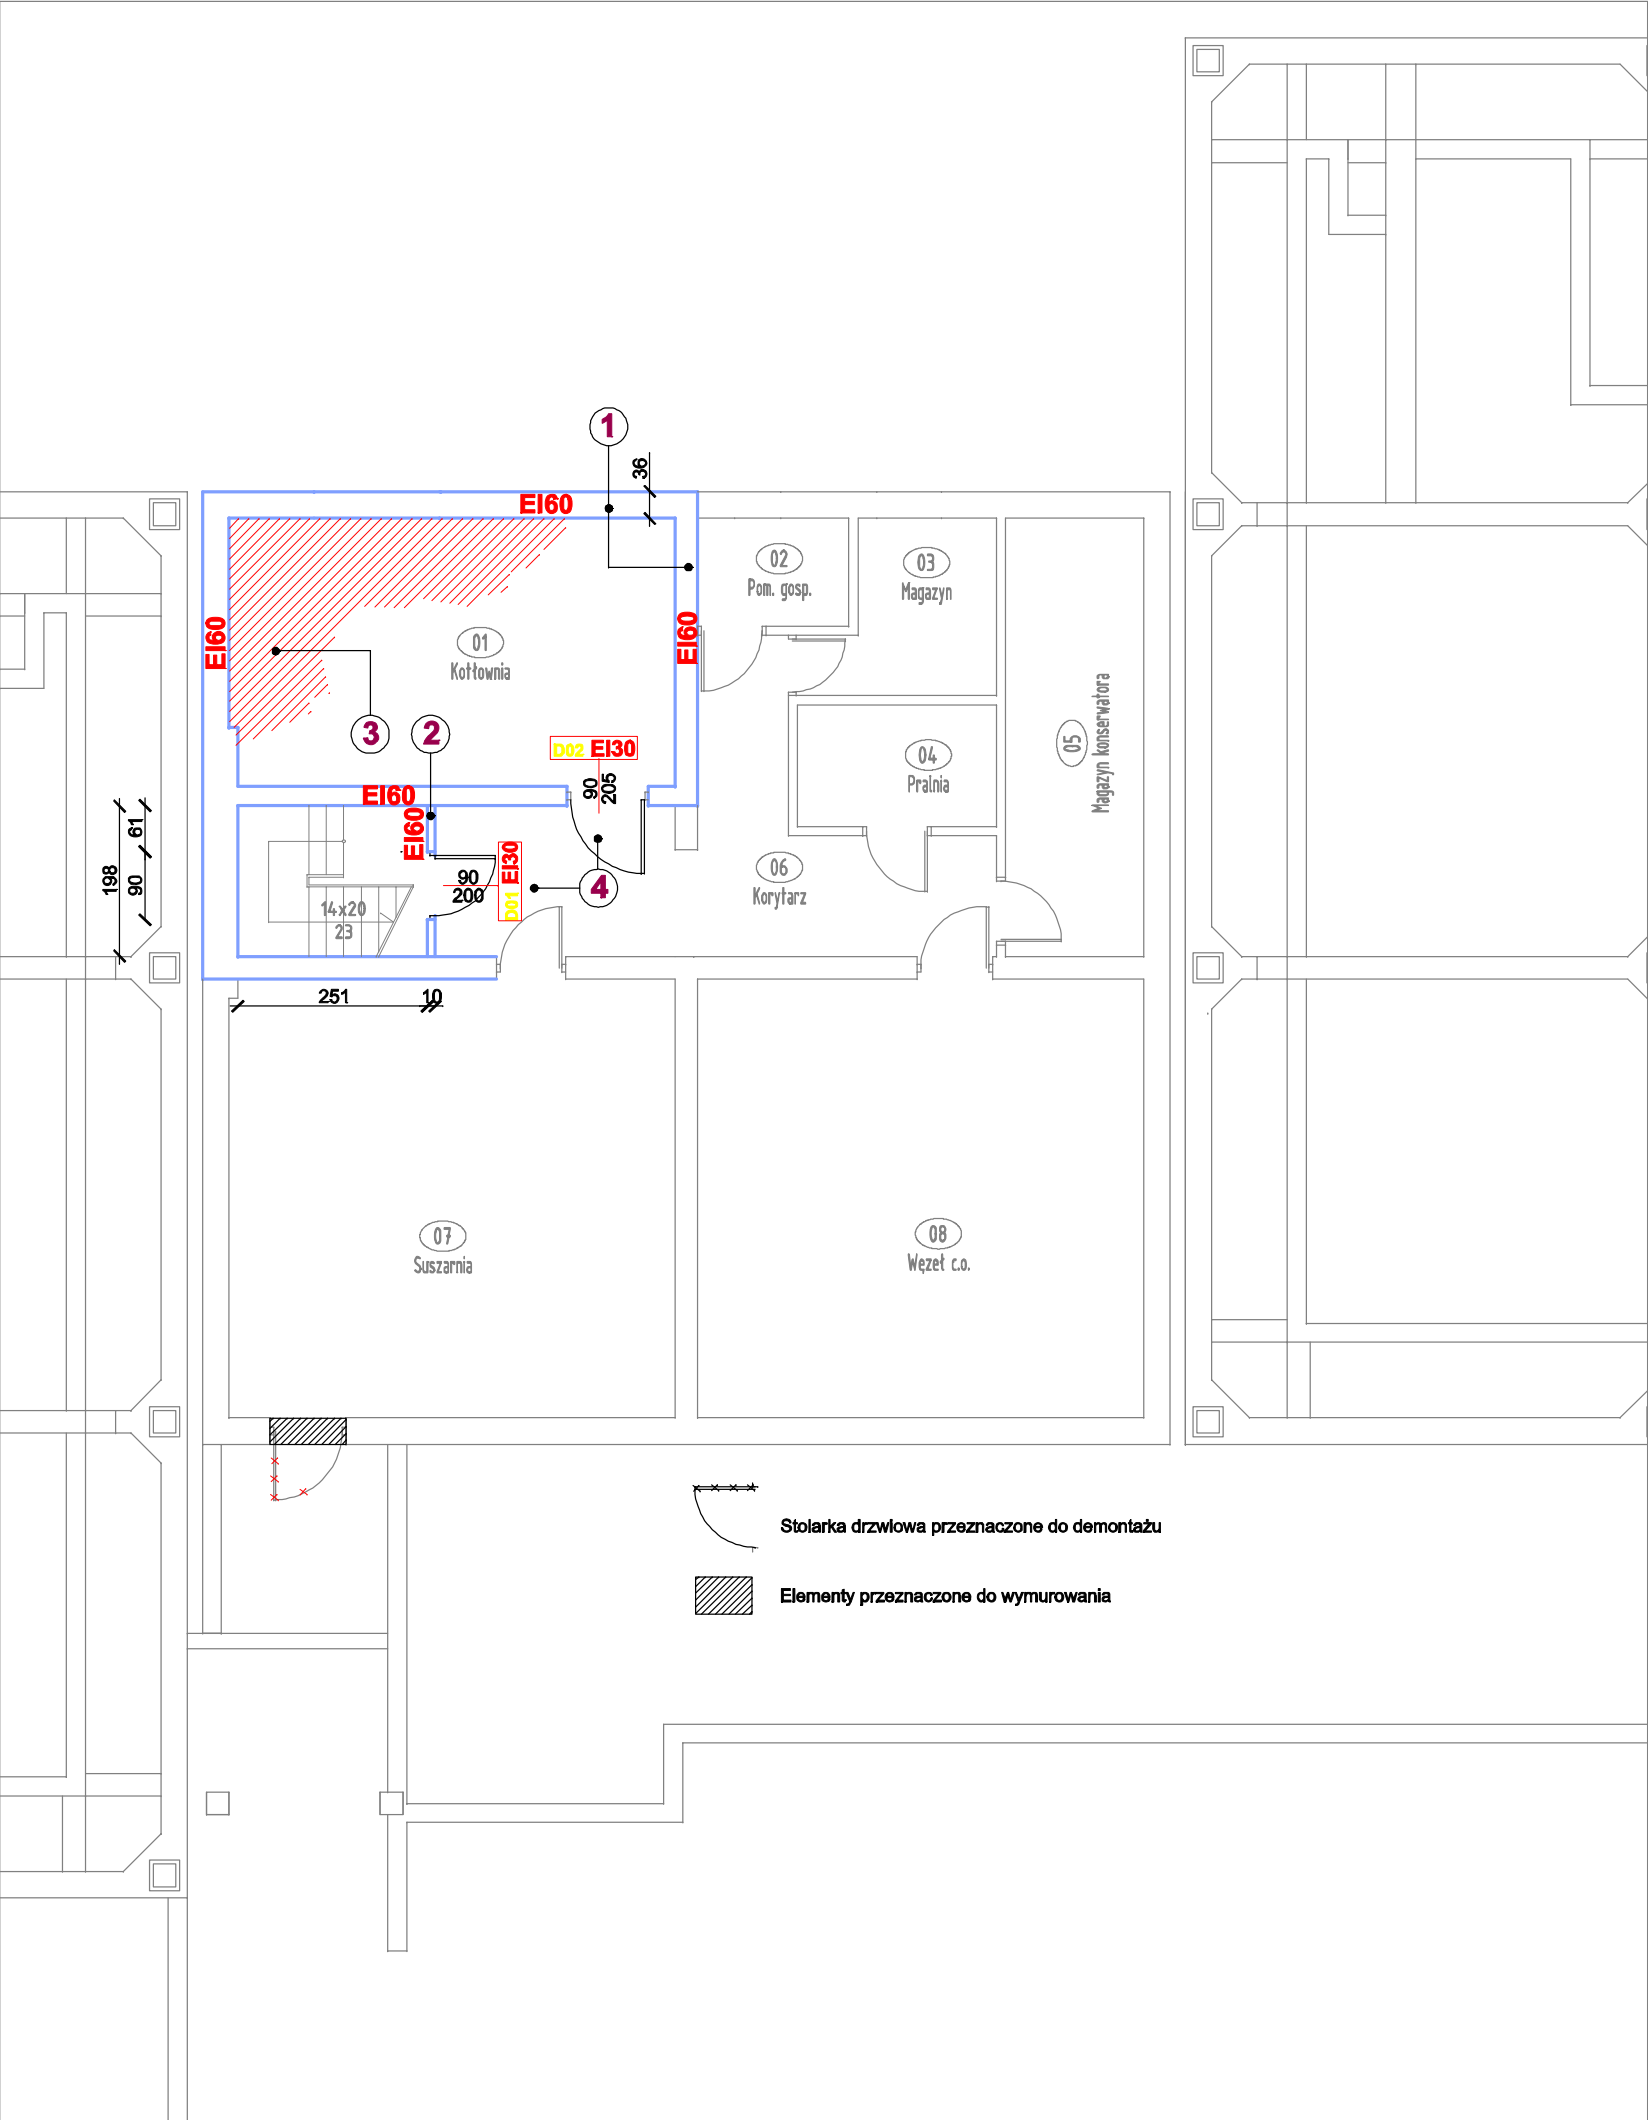 1
36
EI60
02
Pom. gosp.
03
Magazyn
EI60
EI60
01
Kotłownia
3
2
D02 EI30
90
205
04
Pralnia
05
Magazyn konserwatora
EI60
EI60
61
198
90
EI30
D01
90
200
4
06
Korytarz
14x20
23
251
10
07
Suszarnia
08
Węzeł c.o.
Stolarka drzwiowa przeznaczone do demontażu
Elementy przeznaczone do wymurowania